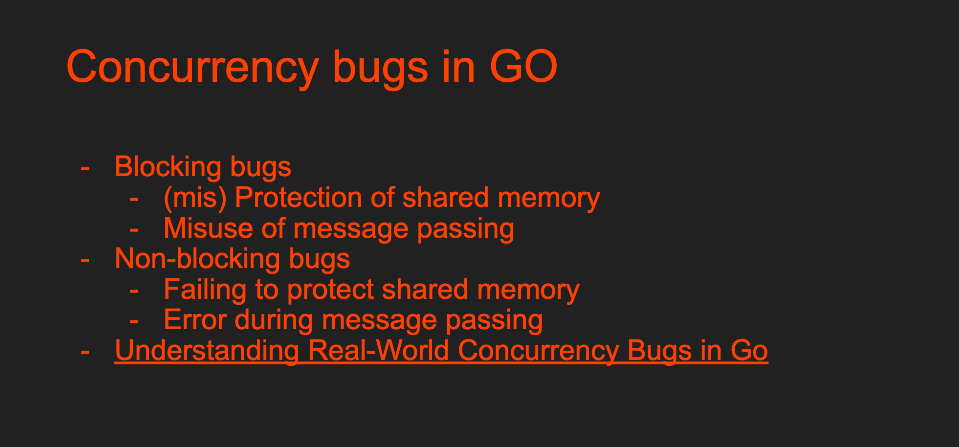 Concurrency bugs in GO
- Blocking bugs
- (mis) Protection of shared memory
- Misuse of message passing
- Non-blocking bugs
- Failing to protect shared memory
- Error during message passing
- Understanding Real-World Concurrency Bugs in Go